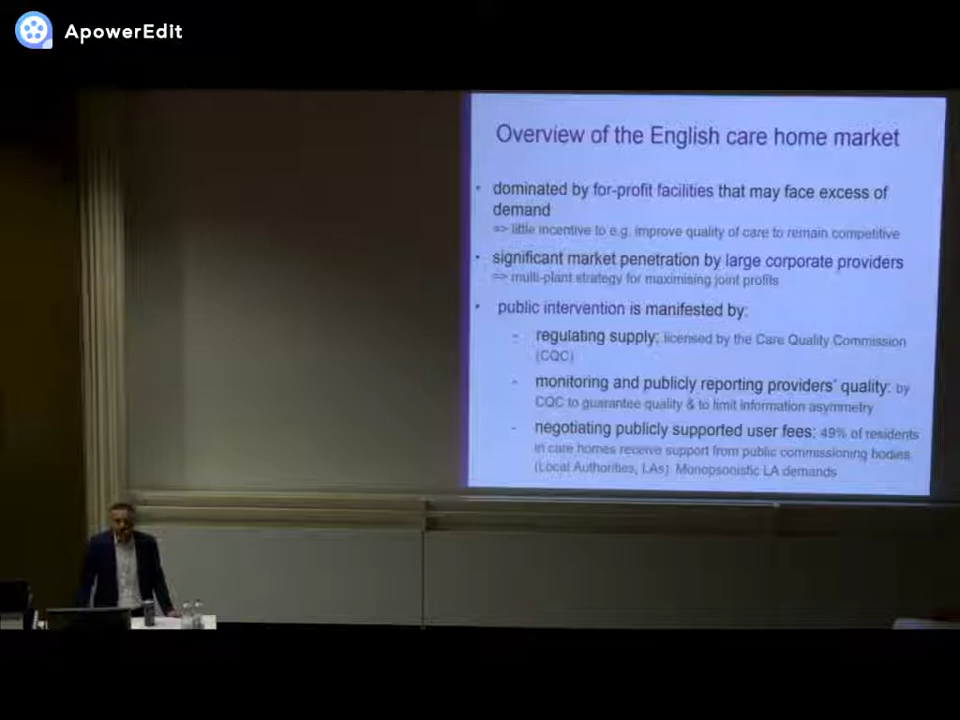 ApowerEdit
Overview of the English care home market
• dominated by for-profit facilities that may face excess of
demand
=> little incentive to e.g. improve quality of care to remain competitive
• significant market penetration by large corporate providers
=> multi-plant strategy for maximising joint profits
• public intervention is manifested by:
- regulating supply: licensed by the Care Quality Commission
(CQC)
- monitoring and publicly reporting providers' quality: by
CQC to guarantee quality & to limit information asymmetry
- negotiating publicly supported user fees: 49% of residents
in care homes receive support from public commissioning bodies
(Local Authorities, LAs). Monopsonistic LA demands